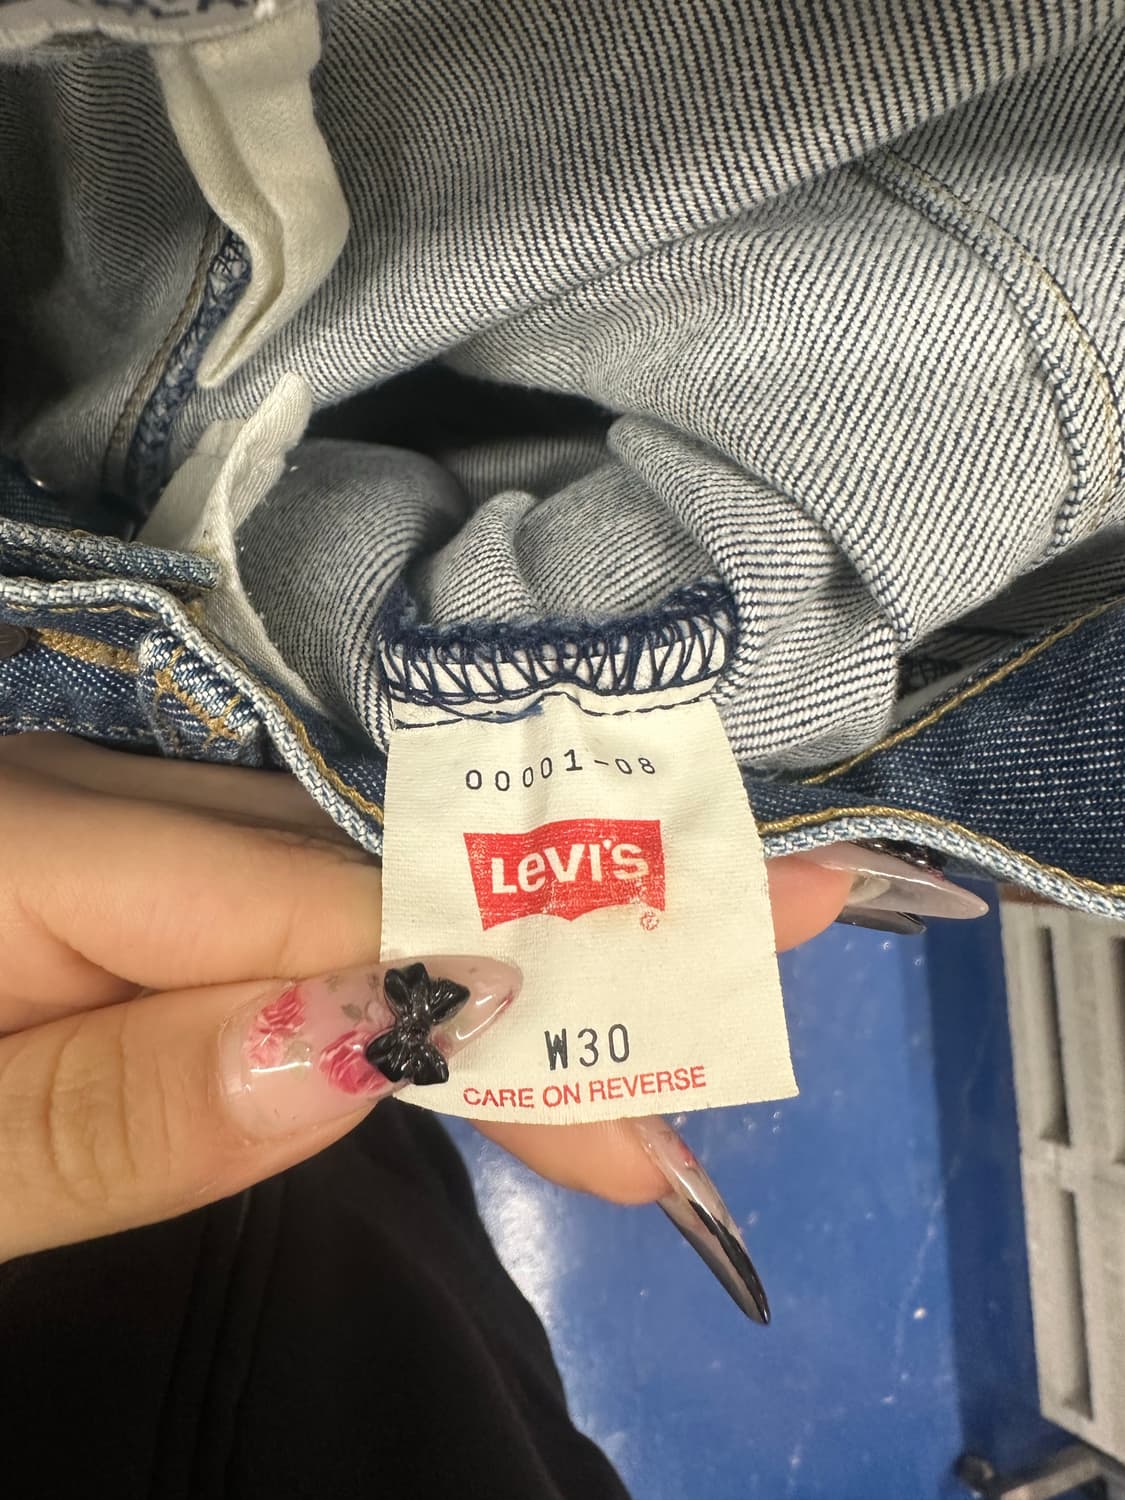 00001-08
LEVI'S
®
W30
CARE ON REVERSE